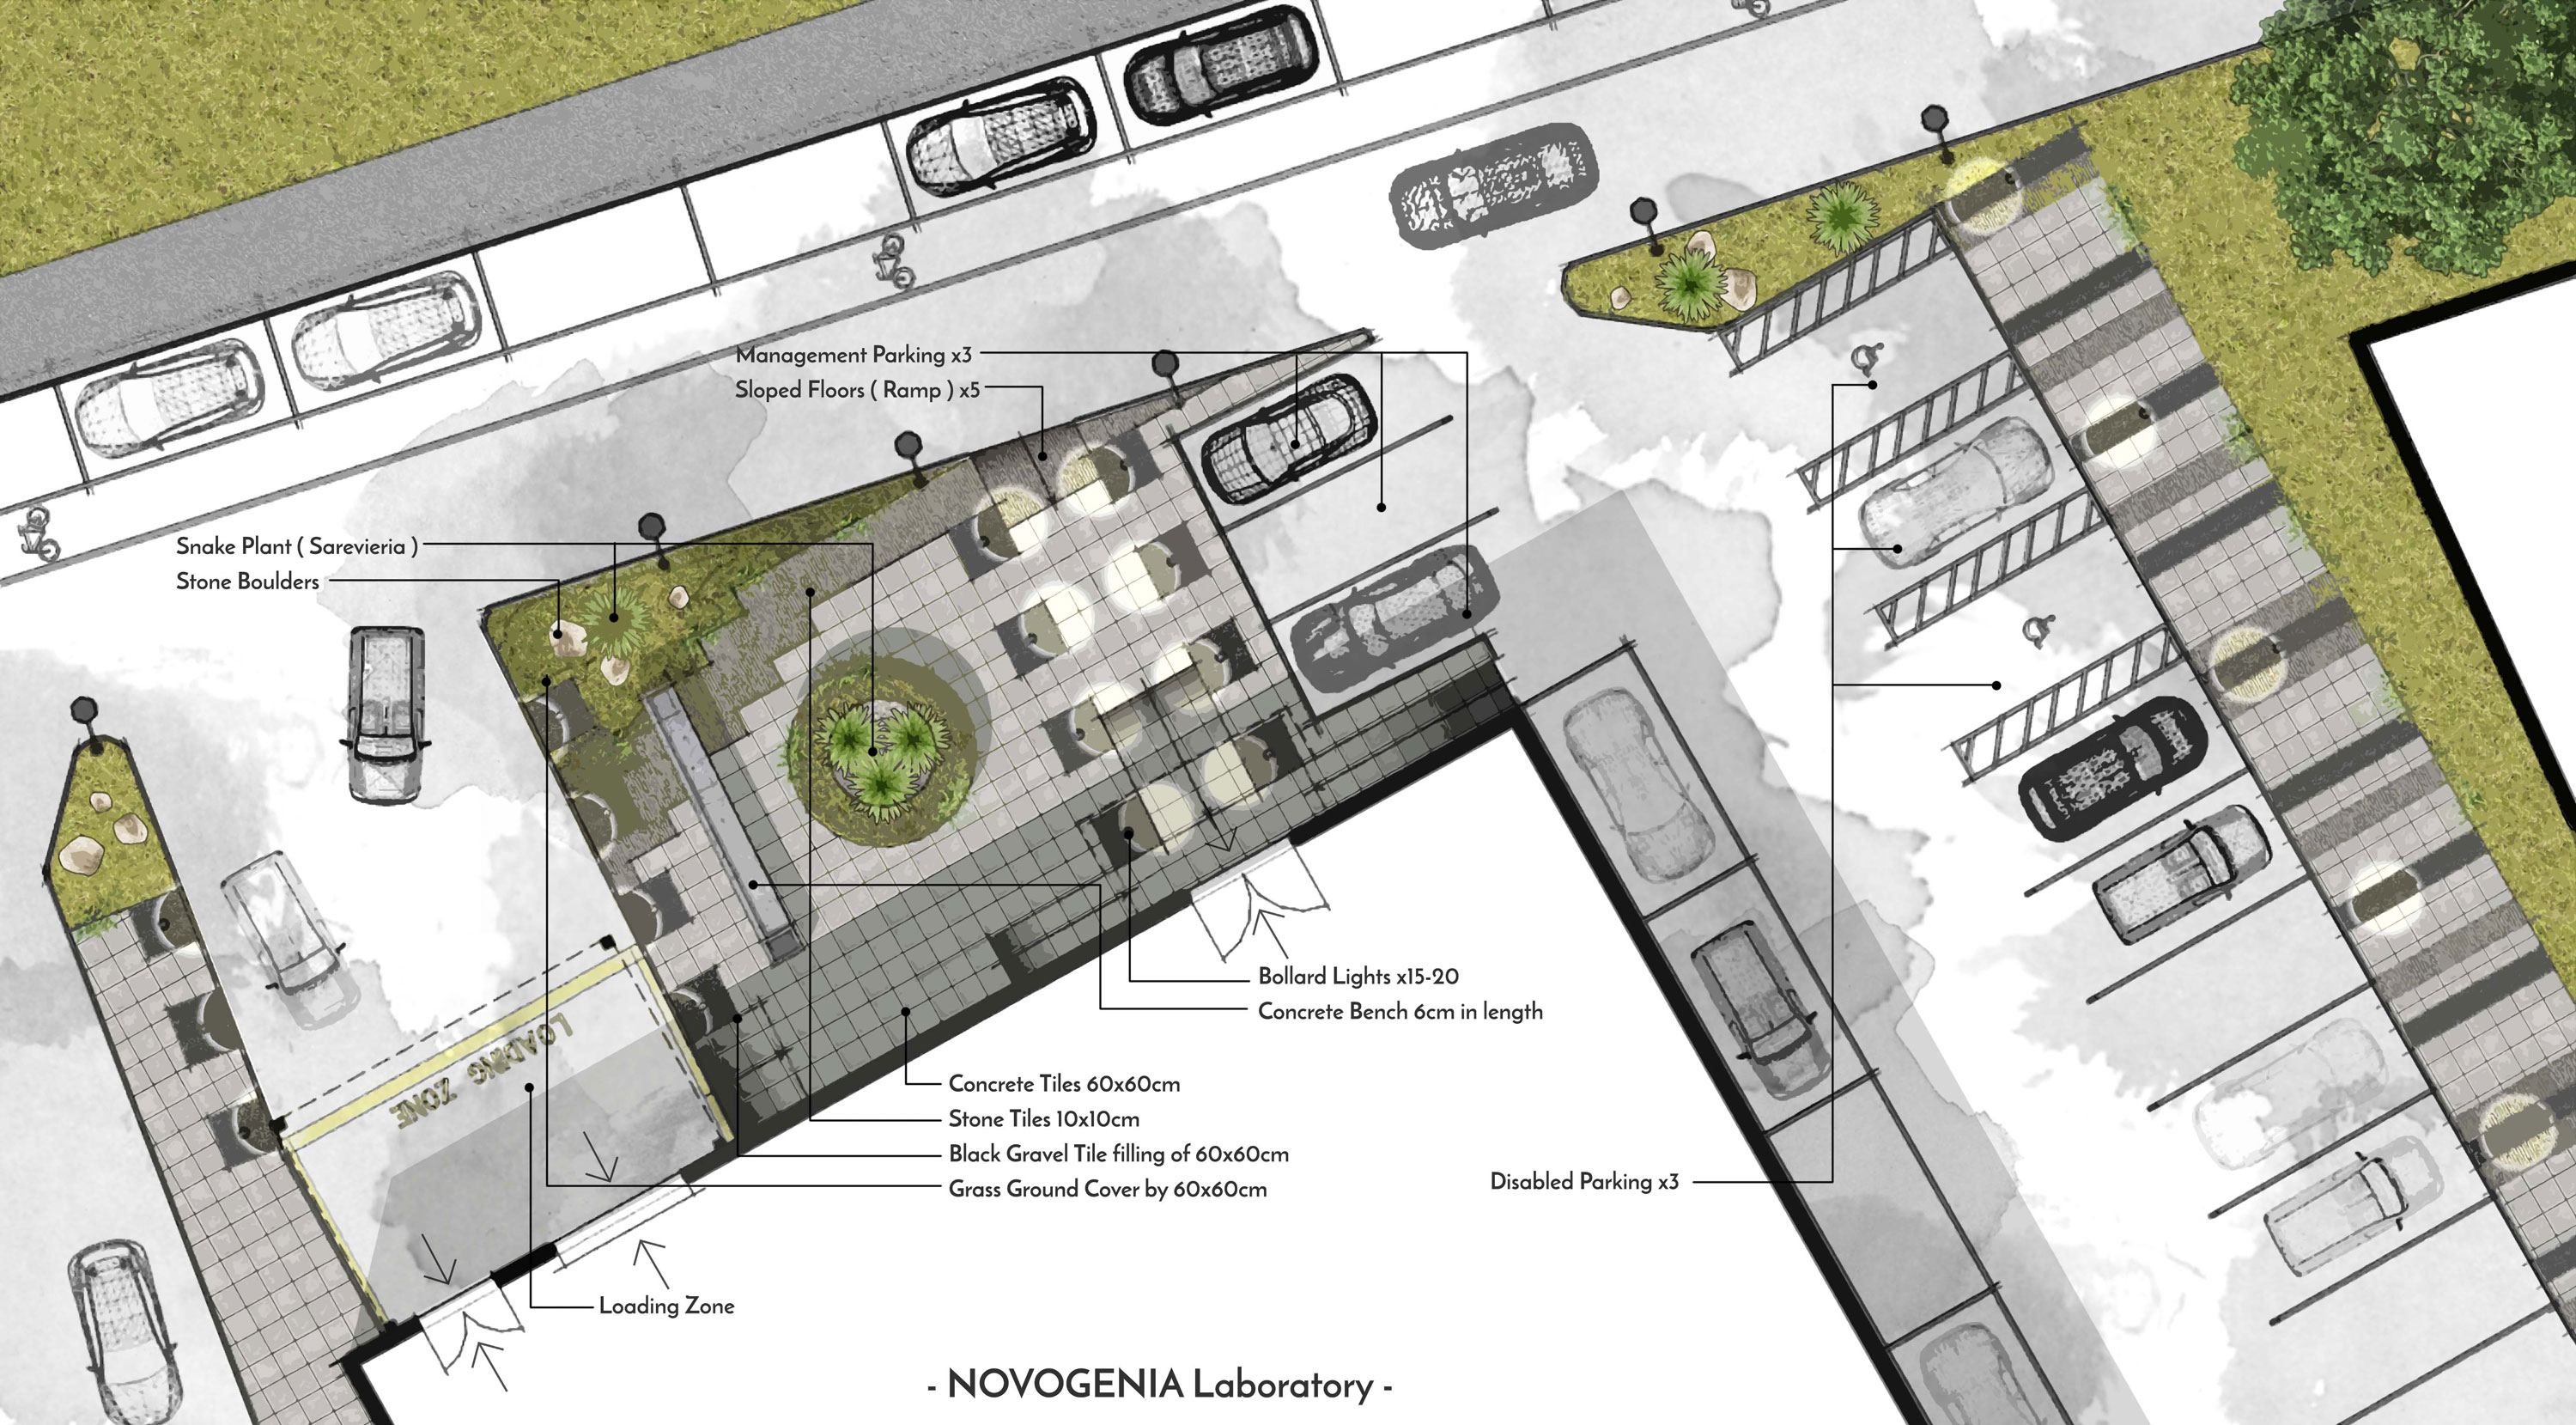 Management Parking x3
Sloped Floors ( Ramp ) x5
Snake Plant ( Sarevieria )
Stone Boulders
Bollard Lights x15-20
Concrete Bench 6cm in length
LOADING ZONE
Concrete Tiles 60x60cm
Stone Tiles 10x10cm
Black Gravel Tile filling of 60x60cm
Grass Ground Cover by 60x60cm
Disabled Parking x3
Loading Zone
- NOVOGENIA Laboratory -